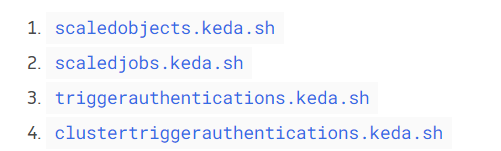 1. scaledobjects.keda.sh
2. scaledjobs.keda.sh
3. triggerauthentications.keda.sh
4. clustertriggerauthentications.keda.sh